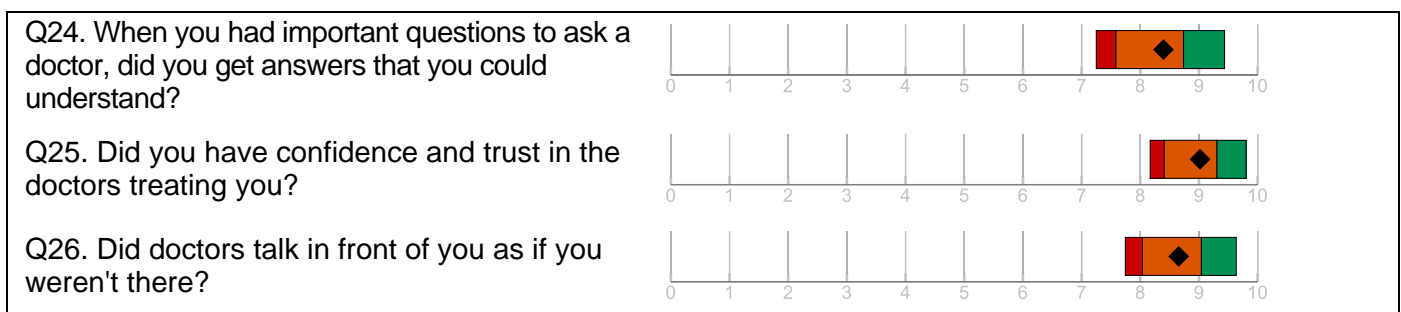 Q24. When you had important questions to ask a
doctor, did you get answers that you could
understand?
0 1 2 3 4 5 6 7 8 9 10
Q25. Did you have confidence and trust in the
doctors treating you?
0 1 2 3 4 5 6 7 8 9 10
Q26. Did doctors talk in front of you as if you
weren't there?
0 1 2 3 4 5 6 7 8 9 10